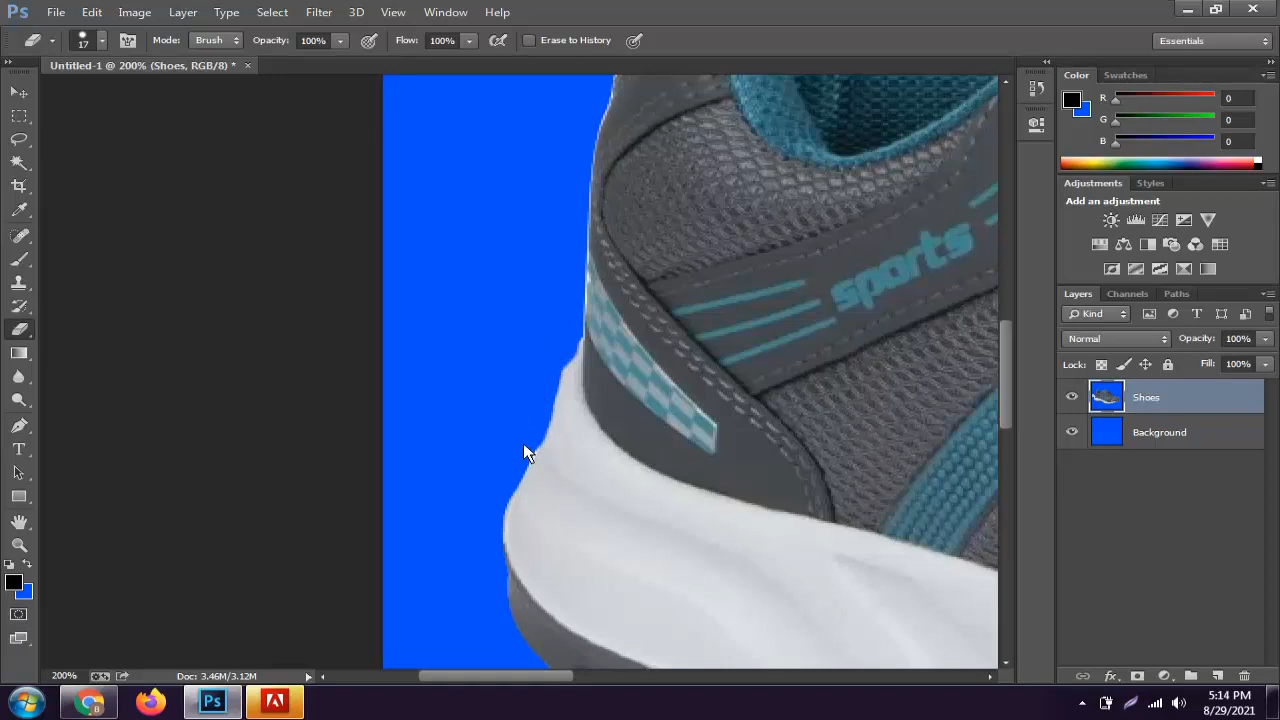 Ps File Edit Image Layer Type Select Filter 3D View Window Help
17 Mode: Brush Opacity: 100% Flow: 100% Erase to History Essentials
Untitled-1 @ 200% (Shoes, RGB/8) * ×
Color Swatches
R 0
G 0
B 0
Adjustments Styles
Add an adjustment
sports
Layers Channels Paths
Kind
Normal Opacity: 100%
Lock: Fill: 100%
Shoes
Background
200% Doc: 3.46M/3.12M
Ps
5:14 PM
8/29/2021